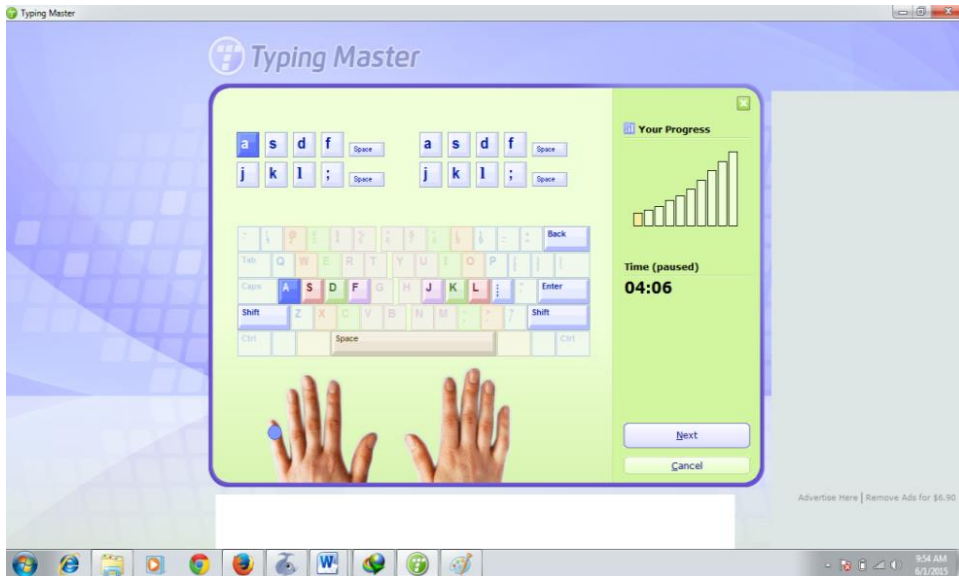 Typing Master
Typing Master
a s d f Space a s d f Space
j k l ; Space j k l ; Space
Your Progress
Back
Tab Q W E R T Y U I O P
Time (paused)
04:06
Caps A S D F G H J K L ; Enter
Shift Z X C V B N M Shift
Ctrl Space Ctrl
Next
Cancel
Advertise Here | Remove Ads for $6.90
9:54 AM
6/1/2015